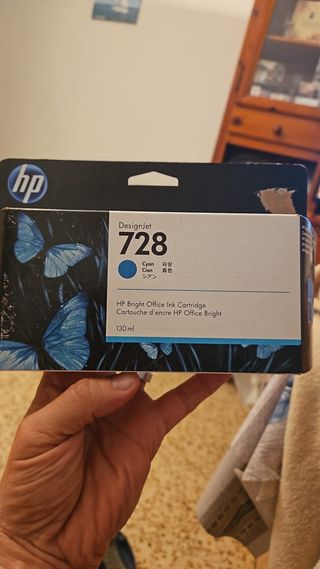 hp
DesignJet
728
Cyan 파랑
Cian 青色
シアン
HP Bright Office Ink Cartridge
Cartouche d'encre HP Office Bright
130 ml